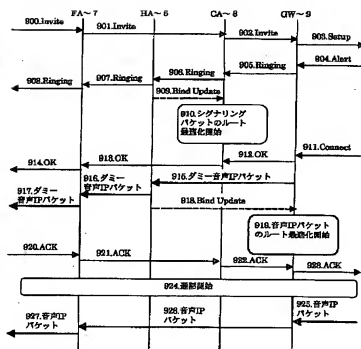 FA~7
HA~6
CA~8
GW~9
900.Invite
901.Invite
902.Invite
903.Setup
904.Alert
905.Ringing
906.Ringing
907.Ringing
908.Ringing
909.Bind Update
910.シグナリング
パケットのルート
最適化開始
911.Connect
912.OK
913.OK
914.OK
915.ダミー音声IPパケット
916.ダミー
音声IPパケット
917.ダミー
音声IPパケット
918.Bind Update
919.音声IPパケット
のルート最適化開始
920.ACK
921.ACK
922.ACK
923.ACK
924.通話開始
925.音声IP
パケット
926.音声IP
パケット
927.音声IP
パケット